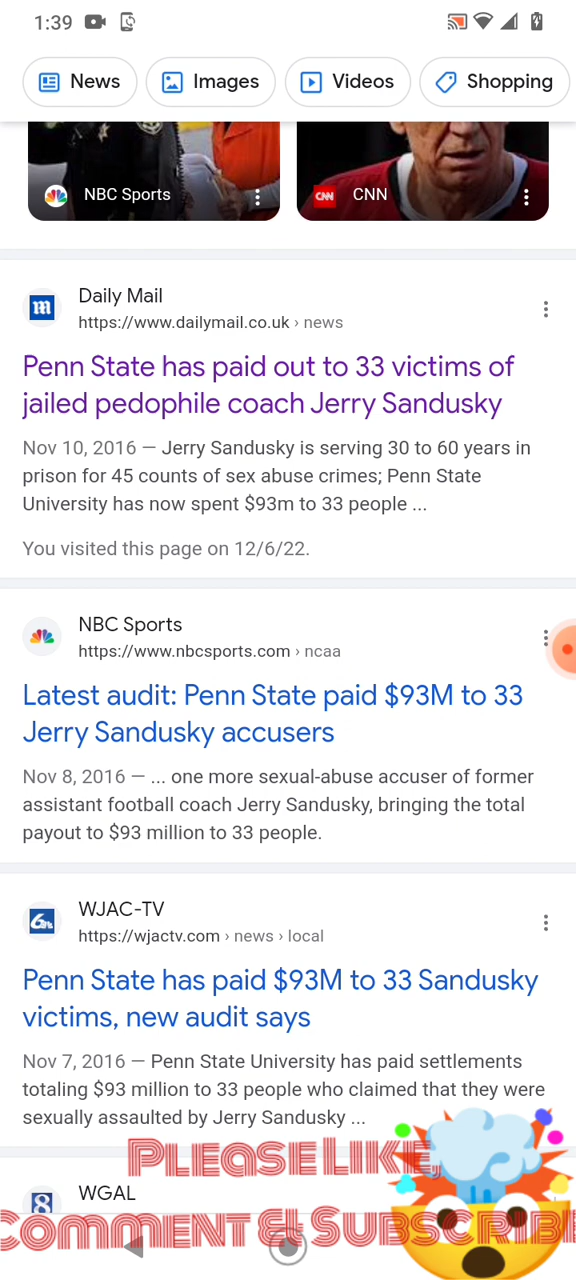 1:39
News Images Videos Shopping
NBC Sports
CNN
CNN
Daily Mail
https://www.dailymail.co.uk › news
Penn State has paid out to 33 victims of
jailed pedophile coach Jerry Sandusky
Nov 10, 2016 — Jerry Sandusky is serving 30 to 60 years in
prison for 45 counts of sex abuse crimes; Penn State
University has now spent $93m to 33 people ...
You visited this page on 12/6/22.
NBC Sports
https://www.nbcsports.com › ncaa
Latest audit: Penn State paid $93M to 33
Jerry Sandusky accusers
Nov 8, 2016 — ... one more sexual-abuse accuser of former
assistant football coach Jerry Sandusky, bringing the total
payout to $93 million to 33 people.
WJAC-TV
https://wjactv.com › news › local
Penn State has paid $93M to 33 Sandusky
victims, new audit says
Nov 7, 2016 — Penn State University has paid settlements
totaling $93 million to 33 people who claimed that they were
sexually assaulted by Jerry Sandusky ...
Please Like,
8 WGAL
Comment & Subscribe